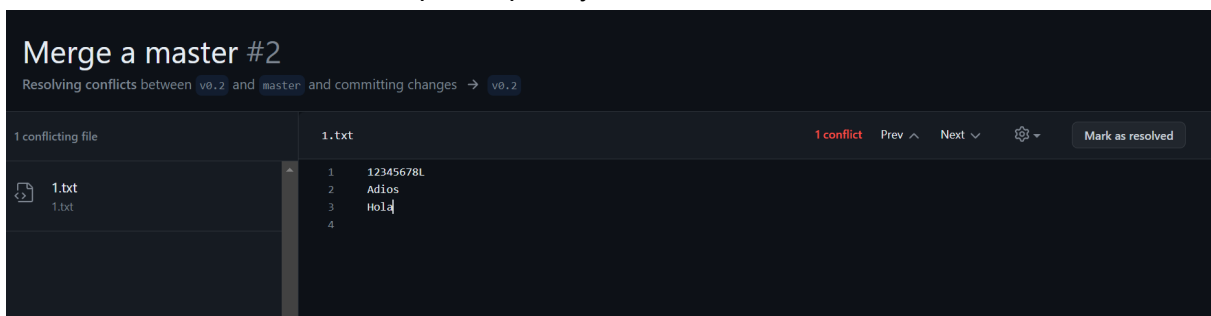 Merge a master #2
Resolving conflicts between v0.2 and master and committing changes → v0.2
1 conflicting file
1.txt
1 conflict Prev Next
Mark as resolved
1.txt
1.txt
1 12345678L
2 Adios
3 Hola
4